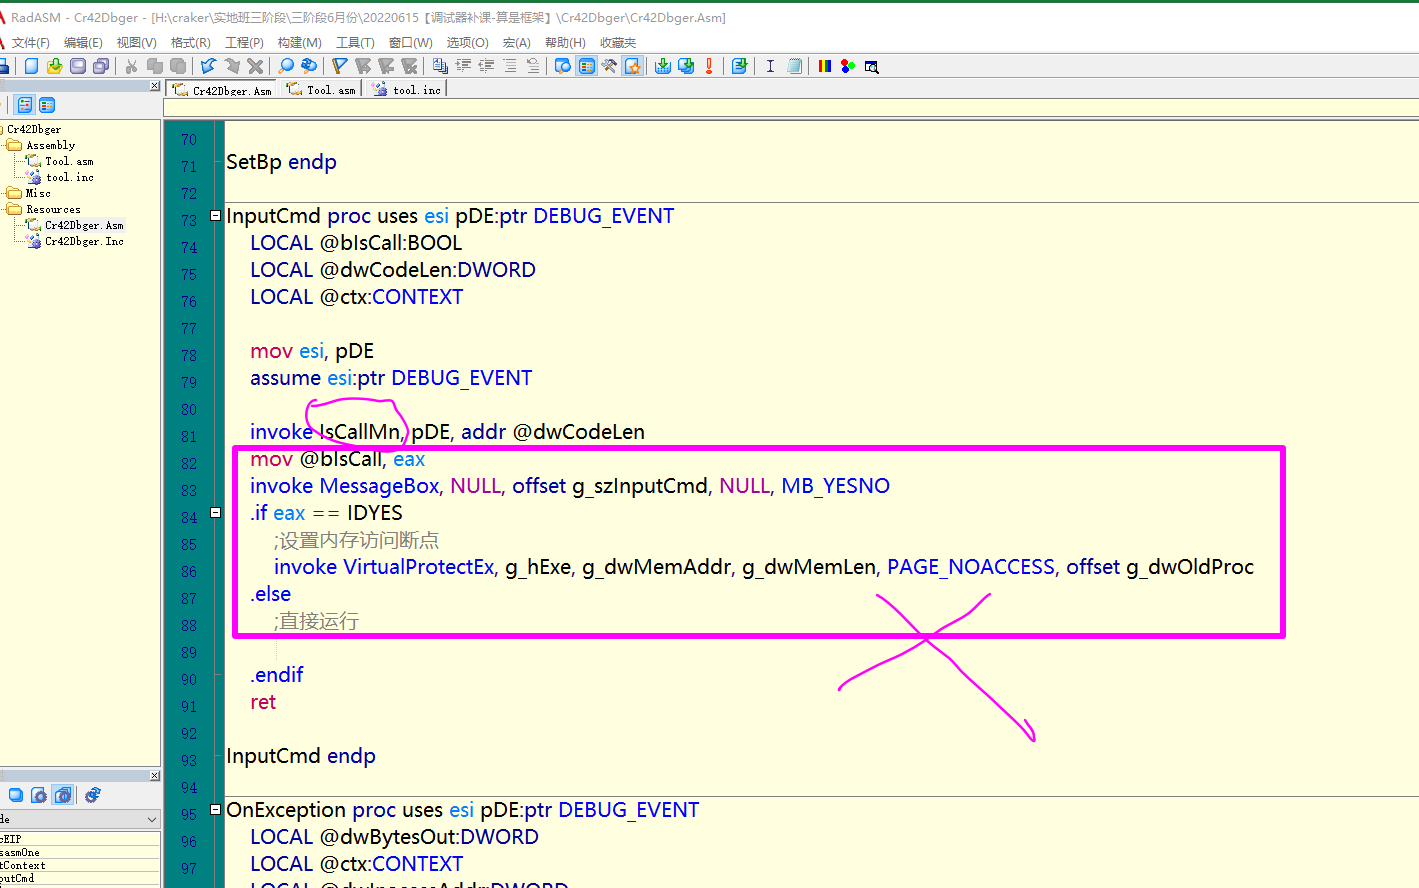 RadASM - Cr42Dbger - [H:\craker\实地班三阶段\三阶段6月份\20220615【调试器补课-算是框架】\Cr42Dbger\Cr42Dbger.Asm]
文件(F) 编辑(E) 视图(V) 格式(R) 工程(P) 构建(M) 工具(T) 窗口(W) 选项(O) 宏(A) 帮助(H) 收藏夹
Cr42Dbger.Asm Tool.asm tool.inc
Cr42Dbger
Assembly
Tool.asm
tool.inc
Misc
Resources
Cr42Dbger.Asm
Cr42Dbger.Inc
70
71 SetBp endp
72
73 InputCmd proc uses esi pDE:ptr DEBUG_EVENT
74 LOCAL @bIsCall:BOOL
75 LOCAL @dwCodeLen:DWORD
76 LOCAL @ctx:CONTEXT
77
78 mov esi, pDE
79 assume esi:ptr DEBUG_EVENT
80
81 invoke IsCallMn, pDE, addr @dwCodeLen
82 mov @bIsCall, eax
83 invoke MessageBox, NULL, offset g_szInputCmd, NULL, MB_YESNO
84 .if eax == IDYES
85 ;设置内存访问断点
86 invoke VirtualProtectEx, g_hExe, g_dwMemAddr, g_dwMemLen, PAGE_NOACCESS, offset g_dwOldProc
87 .else
88 ;直接运行
89
90 .endif
91 ret
92
93 InputCmd endp
94
95 OnException proc uses esi pDE:ptr DEBUG_EVENT
96 LOCAL @dwBytesOut:DWORD
97 LOCAL @ctx:CONTEXT
de
cEIP
sasmOne
tContext
putCmd